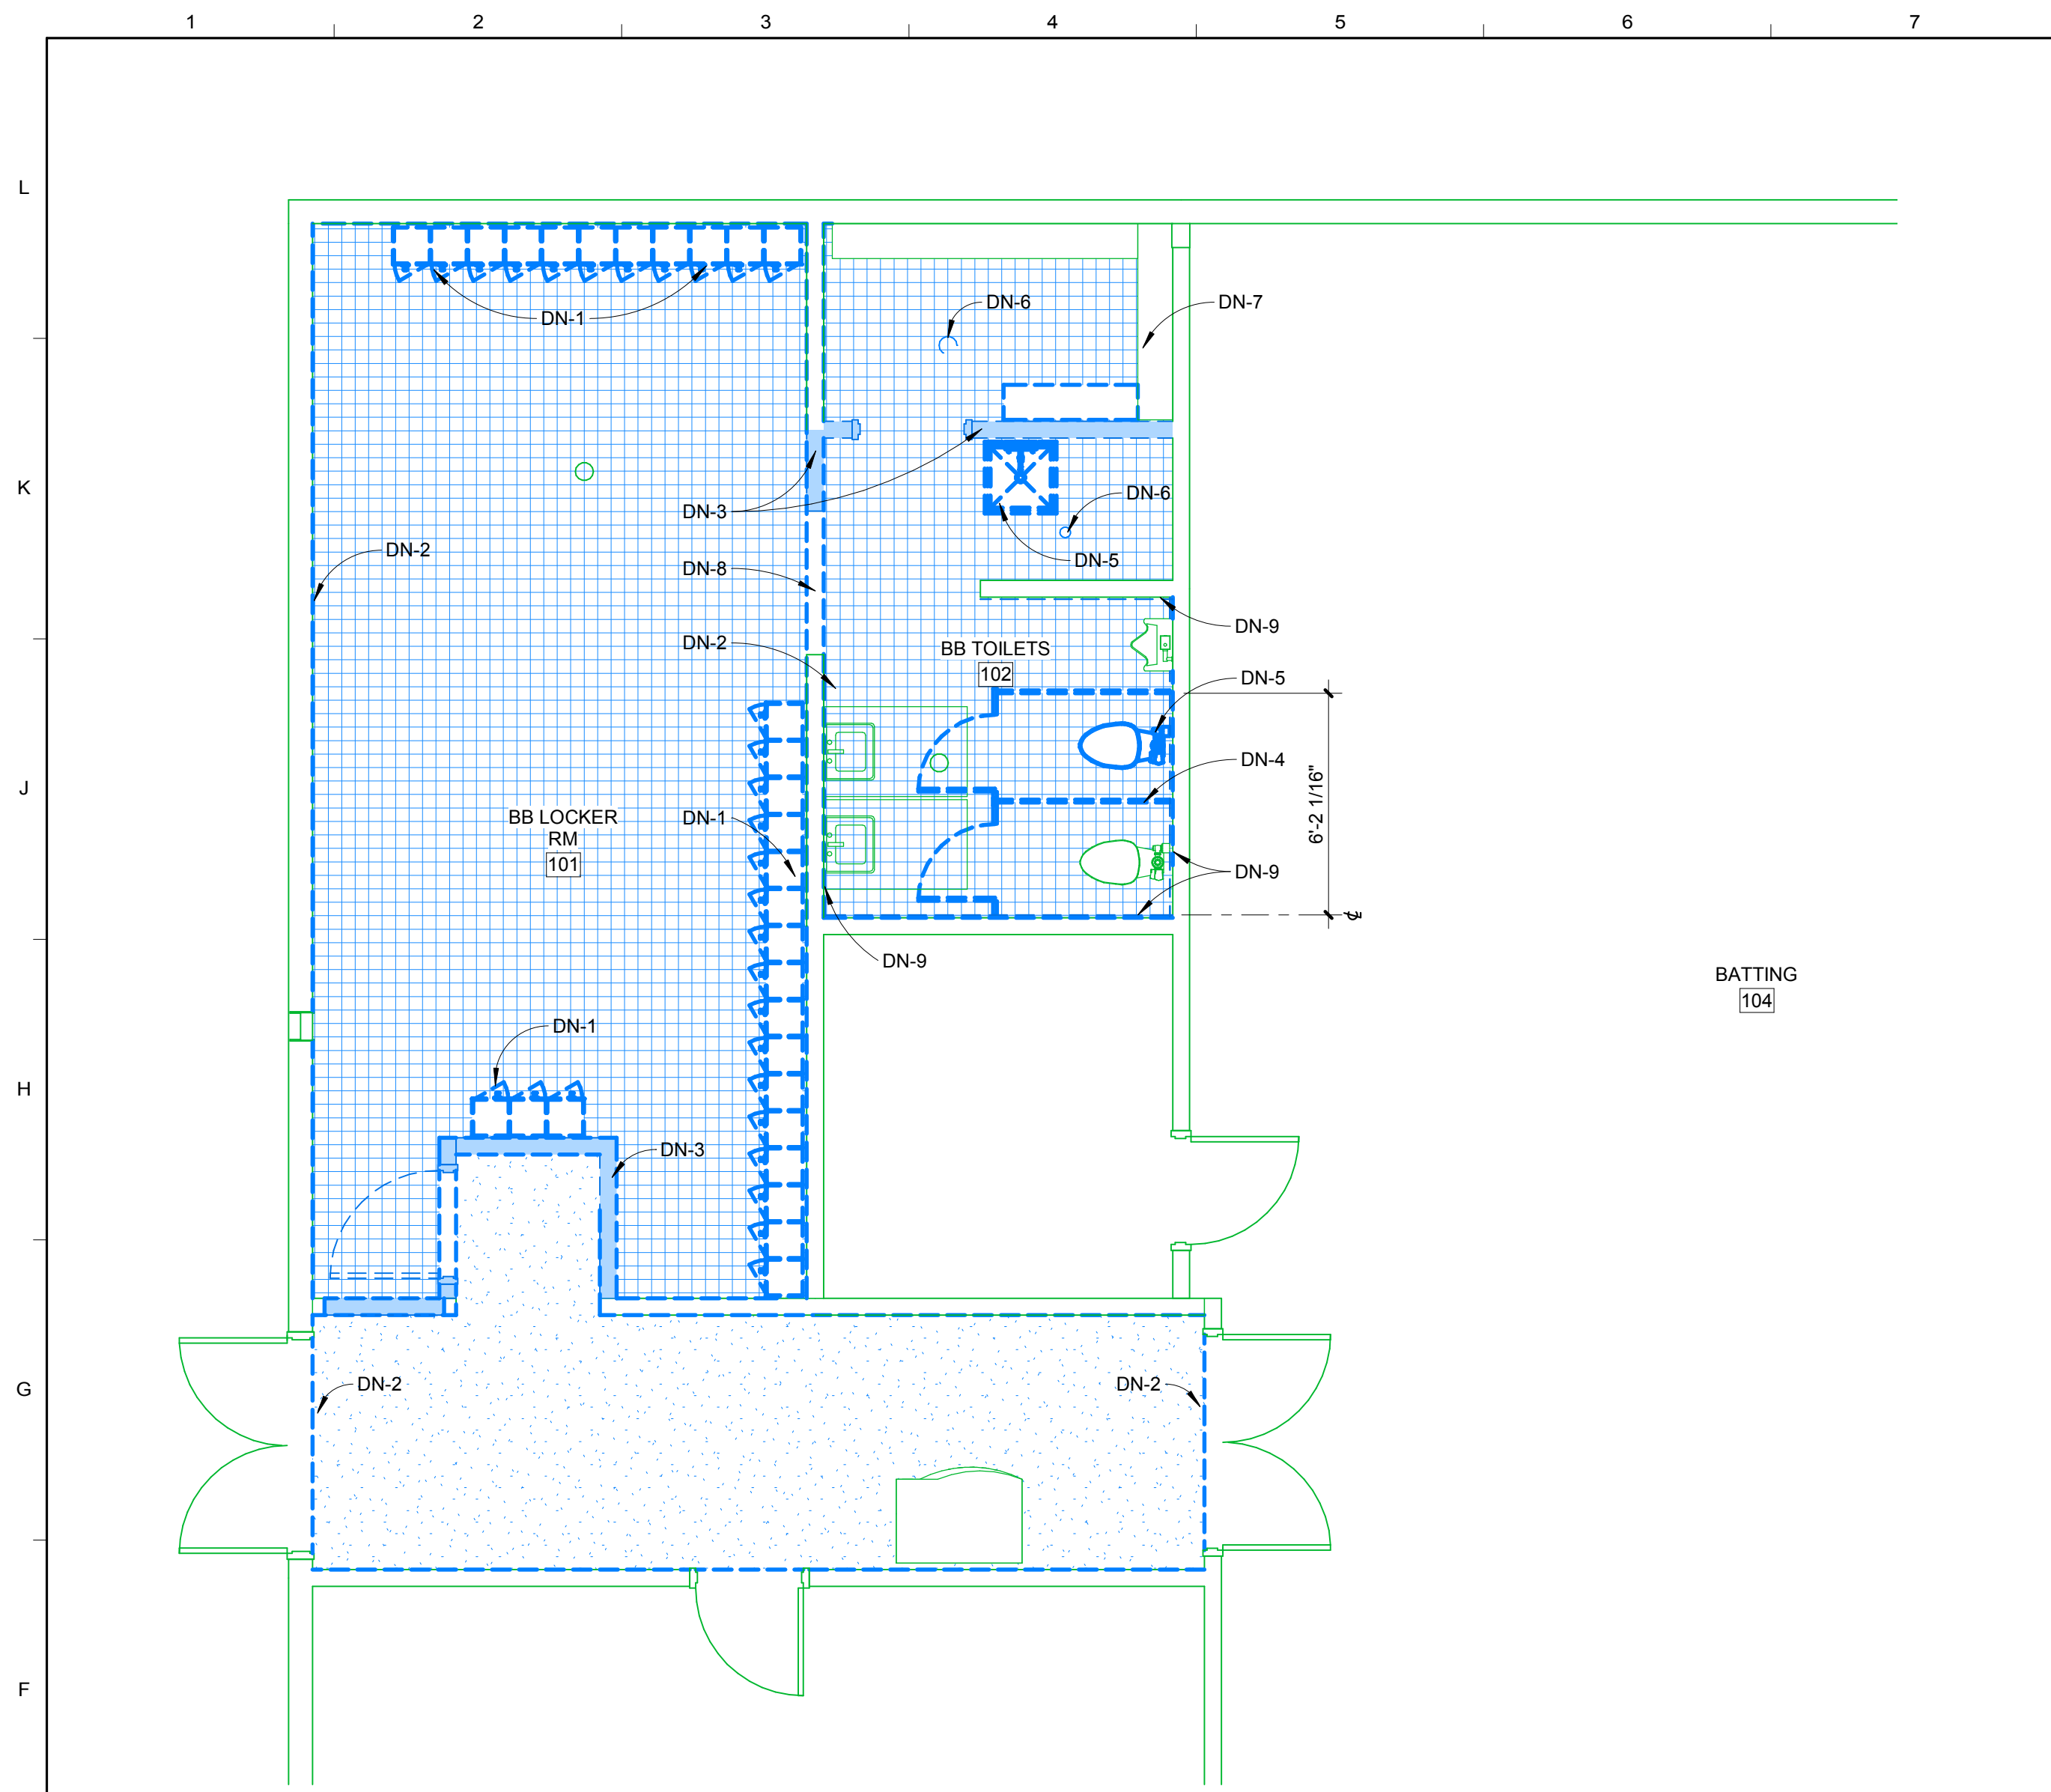 1 2 3 4 5 6 7
L
DN-6 DN-7
DN-1
K
DN-6
DN-3
DN-2
DN-5
DN-8
DN-9
DN-2
BB TOILETS
102
DN-5
DN-4
J
6'-2 1/16"
BB LOCKER
RM
101
DN-1
DN-9
DN-9
BATTING
104
DN-1
H
DN-3
G
DN-2 DN-2
F